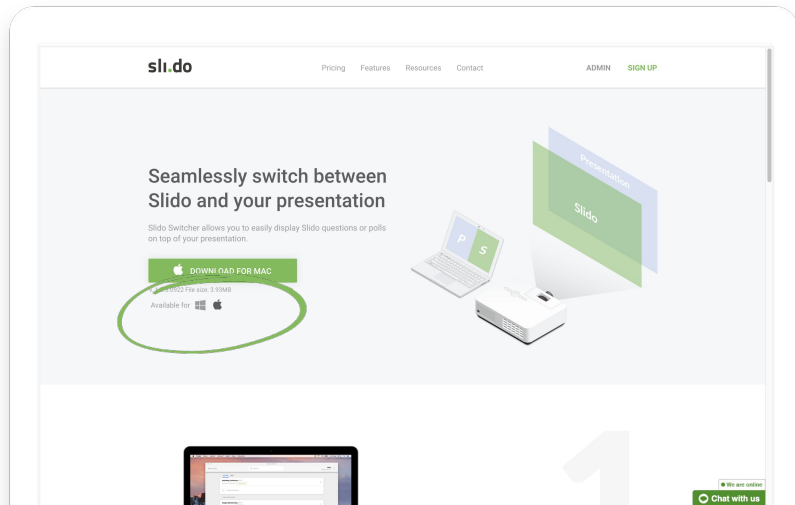 sli.do
Pricing Features Resources Contact
ADMIN SIGN UP
Seamlessly switch between
Slido and your presentation
Slido Switcher allows you to easily display Slido questions or polls
on top of your presentation.
DOWNLOAD FOR MAC
File size: 3.93MB
Available for
Presentation
Slido
P S
1
We are online
Chat with us